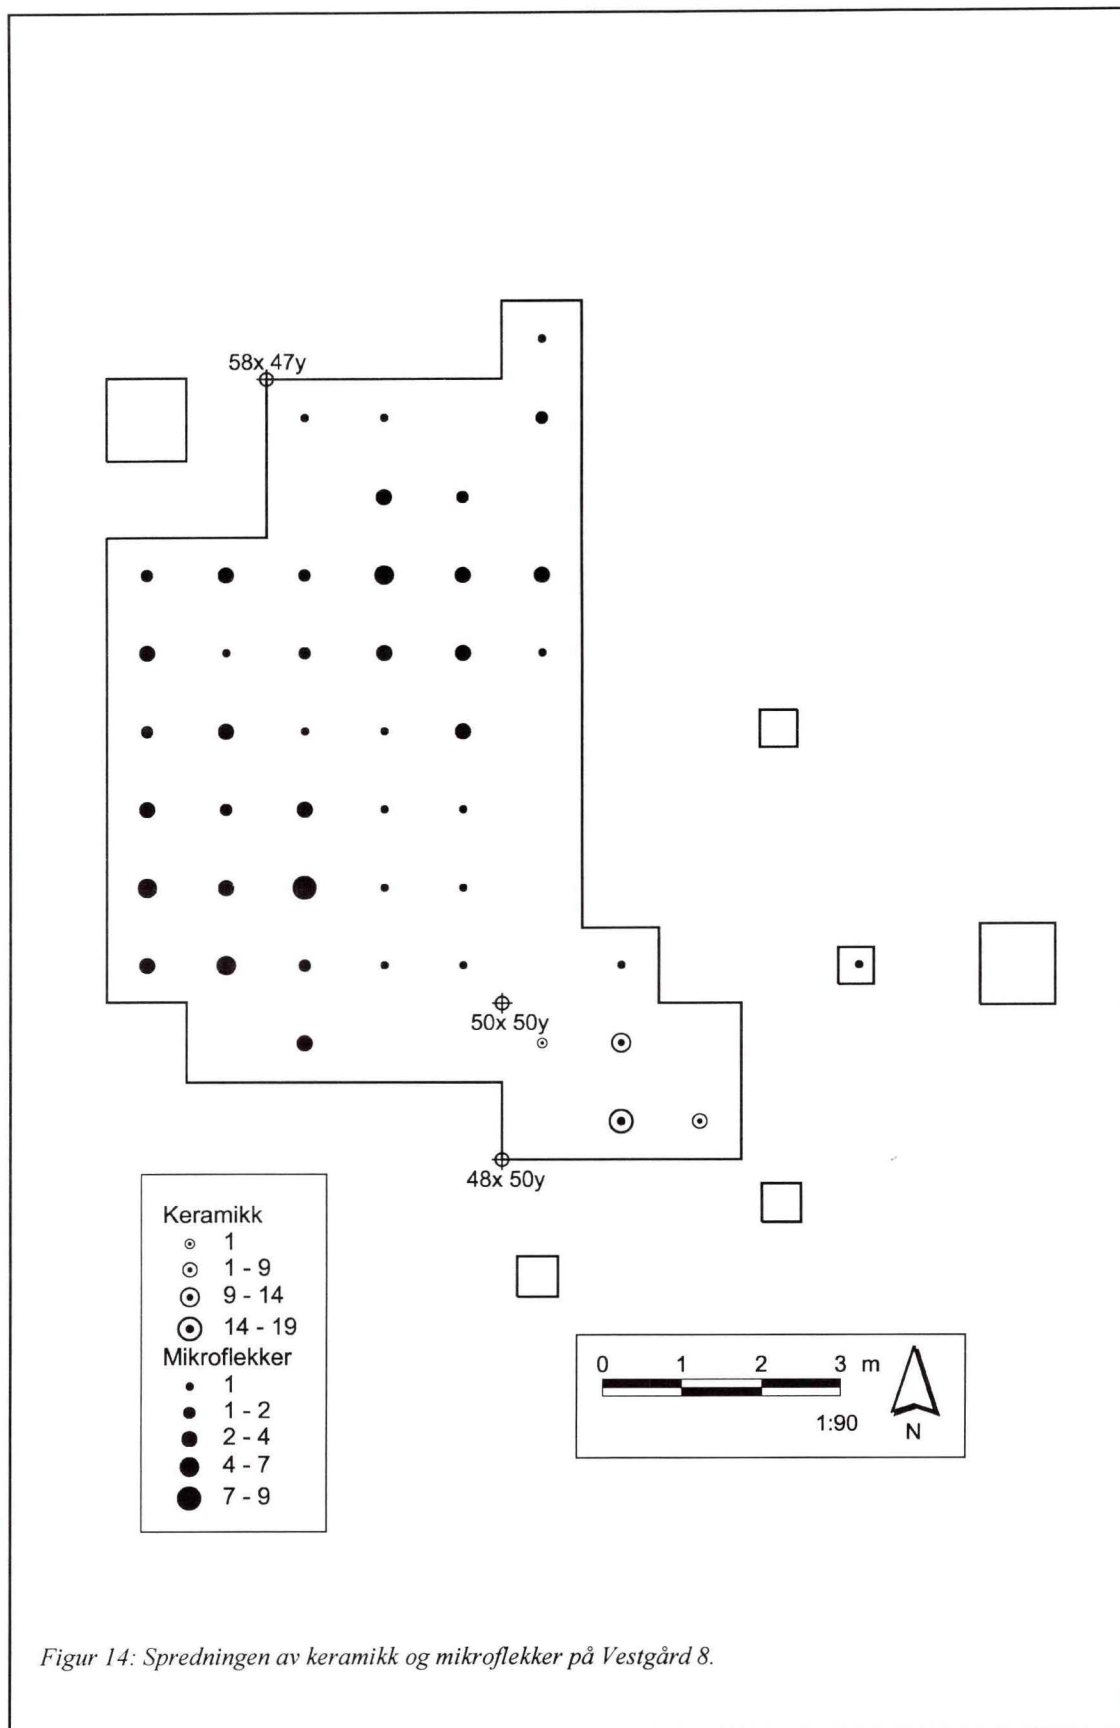 58x 47y
50x 50y
48x 50y
Keramikk
1
1 - 9
9 - 14
14 - 19
Mikroflekker
1
1 - 2
2 - 4
4 - 7
7 - 9
0 1 2 3 m
1:90
N
Figur 14: Spredningen av keramikk og mikroflekker på Vestgård 8.